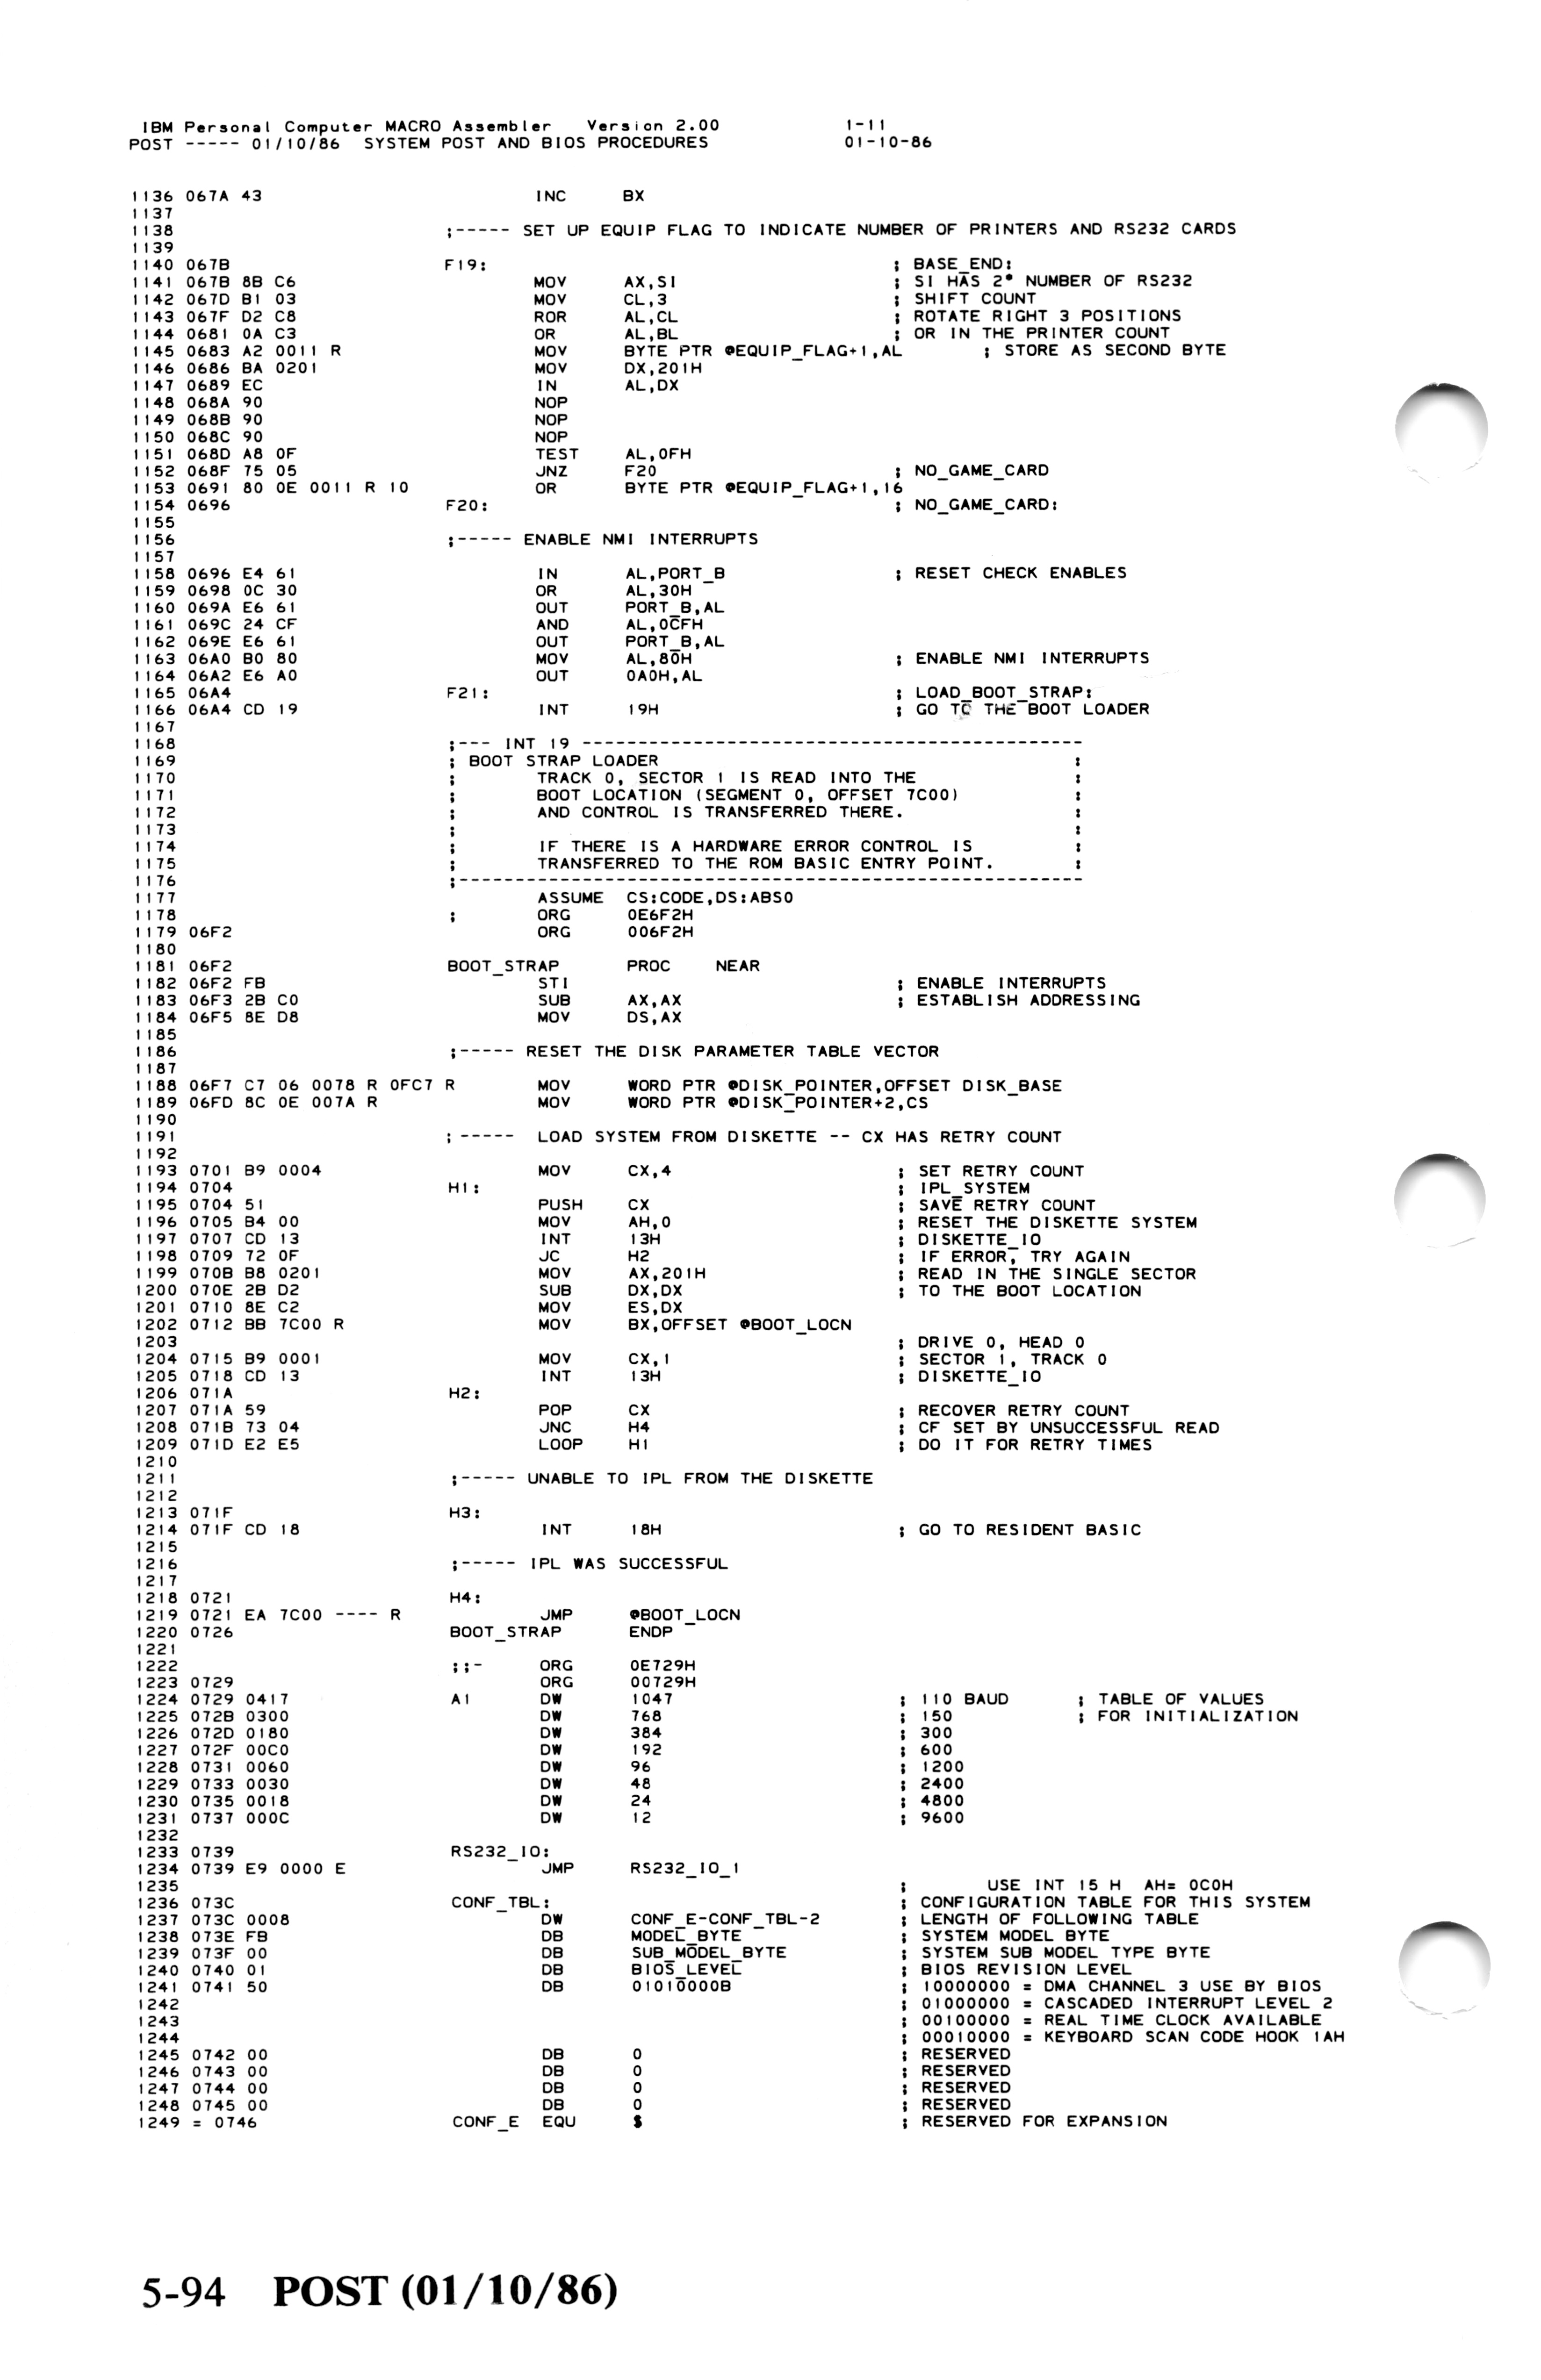 IBM Personal Computer MACRO Assembler   Version 2.00          1-11
POST ----- 01/10/86  SYSTEM POST AND BIOS PROCEDURES          01-10-86
1136 067A 43                    INC     BX
1137
1138                    ;----- SET UP EQUIP FLAG TO INDICATE NUMBER OF PRINTERS AND RS232 CARDS
1139
1140 067B               F19:                            ; BASE_END:
1141 067B 8B C6                 MOV     AX,SI           ; SI HAS 2* NUMBER OF RS232
1142 067D B1 03                 MOV     CL,3            ; SHIFT COUNT
1143 067F D2 C8                 ROR     AL,CL           ; ROTATE RIGHT 3 POSITIONS
1144 0681 0A C3                 OR      AL,BL           ; OR IN THE PRINTER COUNT
1145 0683 A2 0011 R             MOV     BYTE PTR @EQUIP_FLAG+1,AL       ; STORE AS SECOND BYTE
1146 0686 BA 0201               MOV     DX,201H
1147 0689 EC                    IN      AL,DX
1148 068A 90                    NOP
1149 068B 90                    NOP
1150 068C 90                    NOP
1151 068D A8 0F                 TEST    AL,0FH
1152 068F 75 05                 JNZ     F20             ; NO_GAME_CARD
1153 0691 80 0E 0011 R 10       OR      BYTE PTR @EQUIP_FLAG+1,16
1154 0696               F20:                            ; NO_GAME_CARD:
1155
1156                    ;----- ENABLE NMI INTERRUPTS
1157
1158 0696 E4 61                 IN      AL,PORT_B       ; RESET CHECK ENABLES
1159 0698 0C 30                 OR      AL,30H
1160 069A E6 61                 OUT     PORT_B,AL
1161 069C 24 CF                 AND     AL,0CFH
1162 069E E6 61                 OUT     PORT_B,AL
1163 06A0 B0 80                 MOV     AL,80H          ; ENABLE NMI INTERRUPTS
1164 06A2 E6 A0                 OUT     0A0H,AL
1165 06A4               F21:                            ; LOAD_BOOT_STRAP:
1166 06A4 CD 19                 INT     19H             ; GO TO THE BOOT LOADER
1167
1168                    ;--- INT 19 -----------------------------------------------
1169                    ; BOOT STRAP LOADER                                       :
1170                    ;       TRACK 0, SECTOR 1 IS READ INTO THE                :
1171                    ;       BOOT LOCATION (SEGMENT 0, OFFSET 7C00)            :
1172                    ;       AND CONTROL IS TRANSFERRED THERE.                 :
1173                    ;                                                         :
1174                    ;       IF THERE IS A HARDWARE ERROR CONTROL IS           :
1175                    ;       TRANSFERRED TO THE ROM BASIC ENTRY POINT.         :
1176                    ;----------------------------------------------------------
1177                            ASSUME  CS:CODE,DS:ABS0
1178                    ;       ORG     0E6F2H
1179 06F2                       ORG     006F2H
1180
1181 06F2               BOOT_STRAP      PROC    NEAR
1182 06F2 FB                    STI                     ; ENABLE INTERRUPTS
1183 06F3 2B C0                 SUB     AX,AX           ; ESTABLISH ADDRESSING
1184 06F5 8E D8                 MOV     DS,AX
1185
1186                    ;----- RESET THE DISK PARAMETER TABLE VECTOR
1187
1188 06F7 C7 06 0078 R 0FC7 R   MOV     WORD PTR @DISK_POINTER,OFFSET DISK_BASE
1189 06FD 8C 0E 007A R          MOV     WORD PTR @DISK_POINTER+2,CS
1190
1191                    ;-----  LOAD SYSTEM FROM DISKETTE -- CX HAS RETRY COUNT
1192
1193 0701 B9 0004               MOV     CX,4            ; SET RETRY COUNT
1194 0704               H1:                             ; IPL_SYSTEM
1195 0704 51                    PUSH    CX              ; SAVE RETRY COUNT
1196 0705 B4 00                 MOV     AH,0            ; RESET THE DISKETTE SYSTEM
1197 0707 CD 13                 INT     13H             ; DISKETTE_IO
1198 0709 72 0F                 JC      H2              ; IF ERROR, TRY AGAIN
1199 070B B8 0201               MOV     AX,201H         ; READ IN THE SINGLE SECTOR
1200 070E 2B D2                 SUB     DX,DX           ; TO THE BOOT LOCATION
1201 0710 8E C2                 MOV     ES,DX
1202 0712 BB 7C00 R             MOV     BX,OFFSET @BOOT_LOCN
1203                                                    ; DRIVE 0, HEAD 0
1204 0715 B9 0001               MOV     CX,1            ; SECTOR 1, TRACK 0
1205 0718 CD 13                 INT     13H             ; DISKETTE_IO
1206 071A               H2:
1207 071A 59                    POP     CX              ; RECOVER RETRY COUNT
1208 071B 73 04                 JNC     H4              ; CF SET BY UNSUCCESSFUL READ
1209 071D E2 E5                 LOOP    H1              ; DO IT FOR RETRY TIMES
1210
1211                    ;----- UNABLE TO IPL FROM THE DISKETTE
1212
1213 071F               H3:
1214 071F CD 18                 INT     18H             ; GO TO RESIDENT BASIC
1215
1216                    ;----- IPL WAS SUCCESSFUL
1217
1218 0721               H4:
1219 0721 EA 7C00 ---- R        JMP     @BOOT_LOCN
1220 0726               BOOT_STRAP      ENDP
1221
1222                    ;;-     ORG     0E729H
1223 0729                       ORG     00729H
1224 0729 0417          A1      DW      1047            ; 110 BAUD      ; TABLE OF VALUES
1225 072B 0300                  DW      768             ; 150           ; FOR INITIALIZATION
1226 072D 0180                  DW      384             ; 300
1227 072F 00C0                  DW      192             ; 600
1228 0731 0060                  DW      96              ; 1200
1229 0733 0030                  DW      48              ; 2400
1230 0735 0018                  DW      24              ; 4800
1231 0737 000C                  DW      12              ; 9600
1232
1233 0739               RS232_IO:
1234 0739 E9 0000 E             JMP     RS232_IO_1
1235                                                    ;       USE INT 15 H  AH= 0C0H
1236 073C               CONF_TBL:                       ; CONFIGURATION TABLE FOR THIS SYSTEM
1237 073C 0008                  DW      CONF_E-CONF_TBL-2       ; LENGTH OF FOLLOWING TABLE
1238 073E FB                    DB      MODEL_BYTE      ; SYSTEM MODEL BYTE
1239 073F 00                    DB      SUB_MODEL_BYTE  ; SYSTEM SUB MODEL TYPE BYTE
1240 0740 01                    DB      BIOS_LEVEL      ; BIOS REVISION LEVEL
1241 0741 50                    DB      01010000B       ; 10000000 = DMA CHANNEL 3 USE BY BIOS
1242                                                    ; 01000000 = CASCADED INTERRUPT LEVEL 2
1243                                                    ; 00100000 = REAL TIME CLOCK AVAILABLE
1244                                                    ; 00010000 = KEYBOARD SCAN CODE HOOK 1AH
1245 0742 00                    DB      0               ; RESERVED
1246 0743 00                    DB      0               ; RESERVED
1247 0744 00                    DB      0               ; RESERVED
1248 0745 00                    DB      0               ; RESERVED
1249 = 0746             CONF_E  EQU     $               ; RESERVED FOR EXPANSION
5-94   POST (01/10/86)